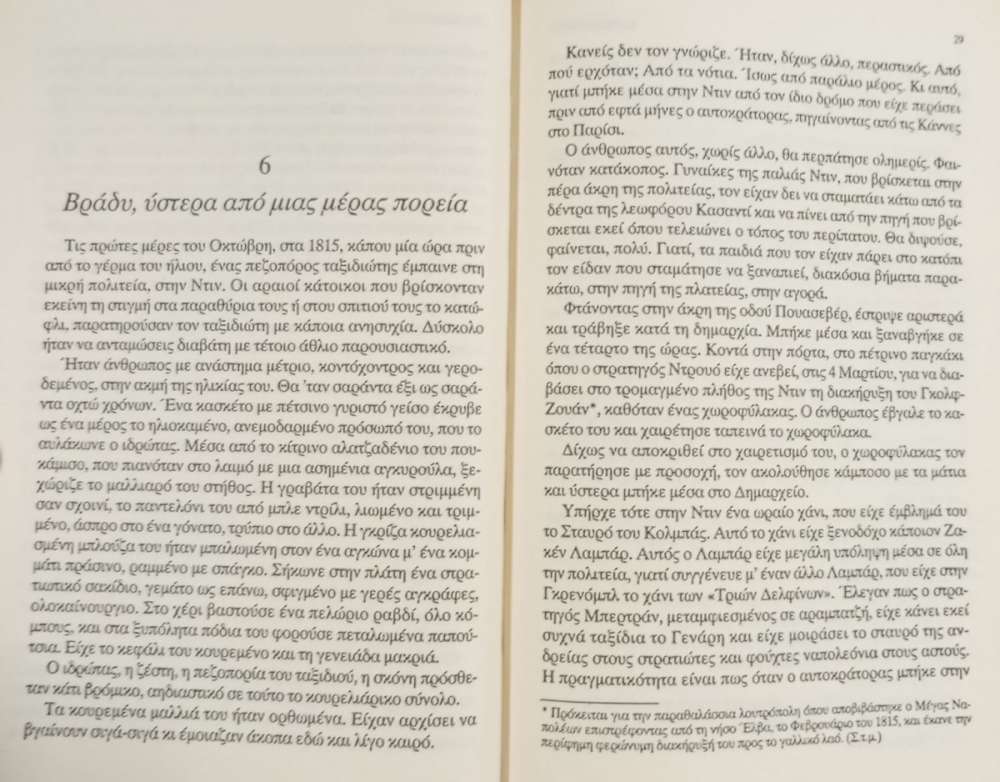 6
Βράδυ, ύστερα από μιας μέρας πορεία
Τις πρώτες μέρες του Οκτώβρη, στα 1815, κάπου μία ώρα πριν
από το γέρμα του ήλιου, ένας πεζοπόρος ταξιδιώτης έμπαινε στη
μικρή πολιτεία, στην Ντιν. Οι αραιοί κάτοικοι που βρίσκονταν
εκείνη τη στιγμή στα παραθύρια τους ή στου σπιτιού τους το κατώ-
φλι, παρατηρούσαν τον ταξιδιώτη με κάποια ανησυχία. Δύσκολο
ήταν να ανταμώσεις διαβάτη με τέτοιο άθλιο παρουσιαστικό.
Ήταν άνθρωπος με ανάστημα μέτριο, κοντόχοντρος και γερο-
δεμένος, στην ακμή της ηλικίας του. Θα 'ταν σαράντα έξι ως σαρά-
ντα οχτώ χρόνων. Ένα κασκέτο με πέτσινο γυριστό γείσο έκρυβε
ως ένα μέρος το ηλιοκαμένο, ανεμοδαρμένο πρόσωπό του, που το
αυλάκωνε ο ιδρώτας. Μέσα από το κίτρινο αλατζαδένιο του που-
κάμισο, που πιανόταν στο λαιμό με μια ασημένια αγκυρούλα, ξε-
χώριζε το μαλλιαρό του στήθος. Η γραβάτα του ήταν στριμμένη
σαν σχοινί, το παντελόνι του από μπλε ντρίλι, λιωμένο και τριμ-
μένο, άσπρο στο ένα γόνατο, τρύπιο στο άλλο. Η γκρίζα κουρελια-
σμένη μπλούζα του ήταν μπαλωμένη στον ένα αγκώνα μ' ένα κομ-
μάτι πράσινο, ραμμένο με σπάγκο. Σήκωνε στην πλάτη ένα στρα-
τιωτικό σακίδιο, γεμάτο ως επάνω, σφιγμένο με γερές αγκράφες,
ολοκαίνουργιο. Στο χέρι βαστούσε ένα πελώριο ραβδί, όλο κό-
μπους, και στα ξυπόλητα πόδια του φορούσε πεταλωμένα παπού-
τσια. Είχε το κεφάλι του κουρεμένο και τη γενειάδα μακριά.
Ο ιδρώτας, η ζέστη, η πεζοπορία του ταξιδιού, η σκόνη πρόσθε-
ταν κάτι βρόμικο, αηδιαστικό σε τούτο το κουρελιάρικο σύνολο.
Τα κουρεμένα μαλλιά του ήταν ορθωμένα. Είχαν αρχίσει να
βγαίνουν σιγά-σιγά κι έμοιαζαν άκοπα εδώ και λίγο καιρό.
29
Κανείς δεν τον γνώριζε. Ήταν, δίχως άλλο, περαστικός. Από
πού ερχόταν; Από τα νότια. Ίσως από παράλιο μέρος. Κι αυτό,
γιατί μπήκε μέσα στην Ντιν από τον ίδιο δρόμο που είχε περάσει
πριν από εφτά μήνες ο αυτοκράτορας, πηγαίνοντας από τις Κάννες
στο Παρίσι.
Ο άνθρωπος αυτός, χωρίς άλλο, θα περπάτησε ολημερίς. Φαι-
νόταν κατάκοπος. Γυναίκες της παλιάς Ντιν, που βρίσκεται στην
πέρα άκρη της πολιτείας, τον είχαν δει να σταματάει κάτω από τα
δέντρα της λεωφόρου Κασαντί και να πίνει από την πηγή που βρί-
σκεται εκεί όπου τελειώνει ο τόπος του περίπατου. Θα διψούσε,
φαίνεται, πολύ. Γιατί, τα παιδιά που τον είχαν πάρει στο κατόπι
τον είδαν που σταμάτησε να ξαναπιεί, διακόσια βήματα παρα-
κάτω, στην πηγή της πλατείας, στην αγορά.
Φτάνοντας στην άκρη της οδού Πουασεβέρ, έστριψε αριστερά
και τράβηξε κατά τη δημαρχία. Μπήκε μέσα και ξαναβγήκε σε
ένα τέταρτο της ώρας. Κοντά στην πόρτα, στο πέτρινο παγκάκι
όπου ο στρατηγός Ντρουό είχε ανεβεί, στις 4 Μαρτίου, για να δια-
βάσει στο τρομαγμένο πλήθος της Ντιν τη διακήρυξη του Γκολφ-
Ζουάν*, καθόταν ένας χωροφύλακας. Ο άνθρωπος έβγαλε το κα-
σκέτο του και χαιρέτησε ταπεινά το χωροφύλακα.
Δίχως να αποκριθεί στο χαιρετισμό του, ο χωροφύλακας τον
παρατήρησε με προσοχή, τον ακολούθησε κάμποσο με τα μάτια
και ύστερα μπήκε μέσα στο Δημαρχείο.
Υπήρχε τότε στην Ντιν ένα ωραίο χάνι, που είχε έμβλημά του
το Σταυρό του Κολμπάς. Αυτό το χάνι είχε ξενοδόχο κάποιον Ζα-
κέν Λαμπάρ. Αυτός ο Λαμπάρ είχε μεγάλη υπόληψη μέσα σε όλη
την πολιτεία, γιατί συγγένευε μ' έναν άλλο Λαμπάρ, που είχε στην
Γκρενόμπλ το χάνι των «Τριών Δελφίνων». Έλεγαν πως ο στρα-
τηγός Μπερτράν, μεταμφιεσμένος σε αραμπατζή, είχε κάνει εκεί
συχνά ταξίδια το Γενάρη και είχε μοιράσει το σταυρό της αν-
δρείας στους στρατιώτες και φούχτες ναπολεόνια στους αστούς.
Η πραγματικότητα είναι πως όταν ο αυτοκράτορας μπήκε στην
* Πρόκειται για την παραθαλάσσια λουτρόπολη όπου αποβιβάστηκε ο Μέγας Να-
πολέων επιστρέφοντας από τη νήσο Έλβα, το Φεβρουάριο του 1815, και έκανε την
περίφημη φερώνυμη διακήρυξή του προς το γαλλικό λαό. (Σ.τ.μ.)